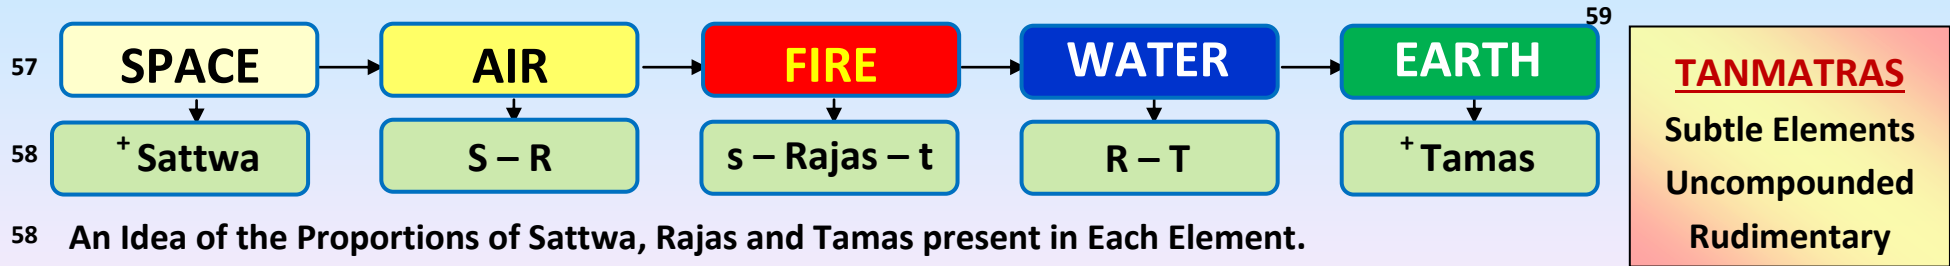 59
57 SPACE AIR FIRE WATER EARTH
58 + Sattwa S – R s – Rajas – t R – T + Tamas
58 An Idea of the Proportions of Sattwa, Rajas and Tamas present in Each Element.
TANMATRAS
Subtle Elements
Uncompounded
Rudimentary